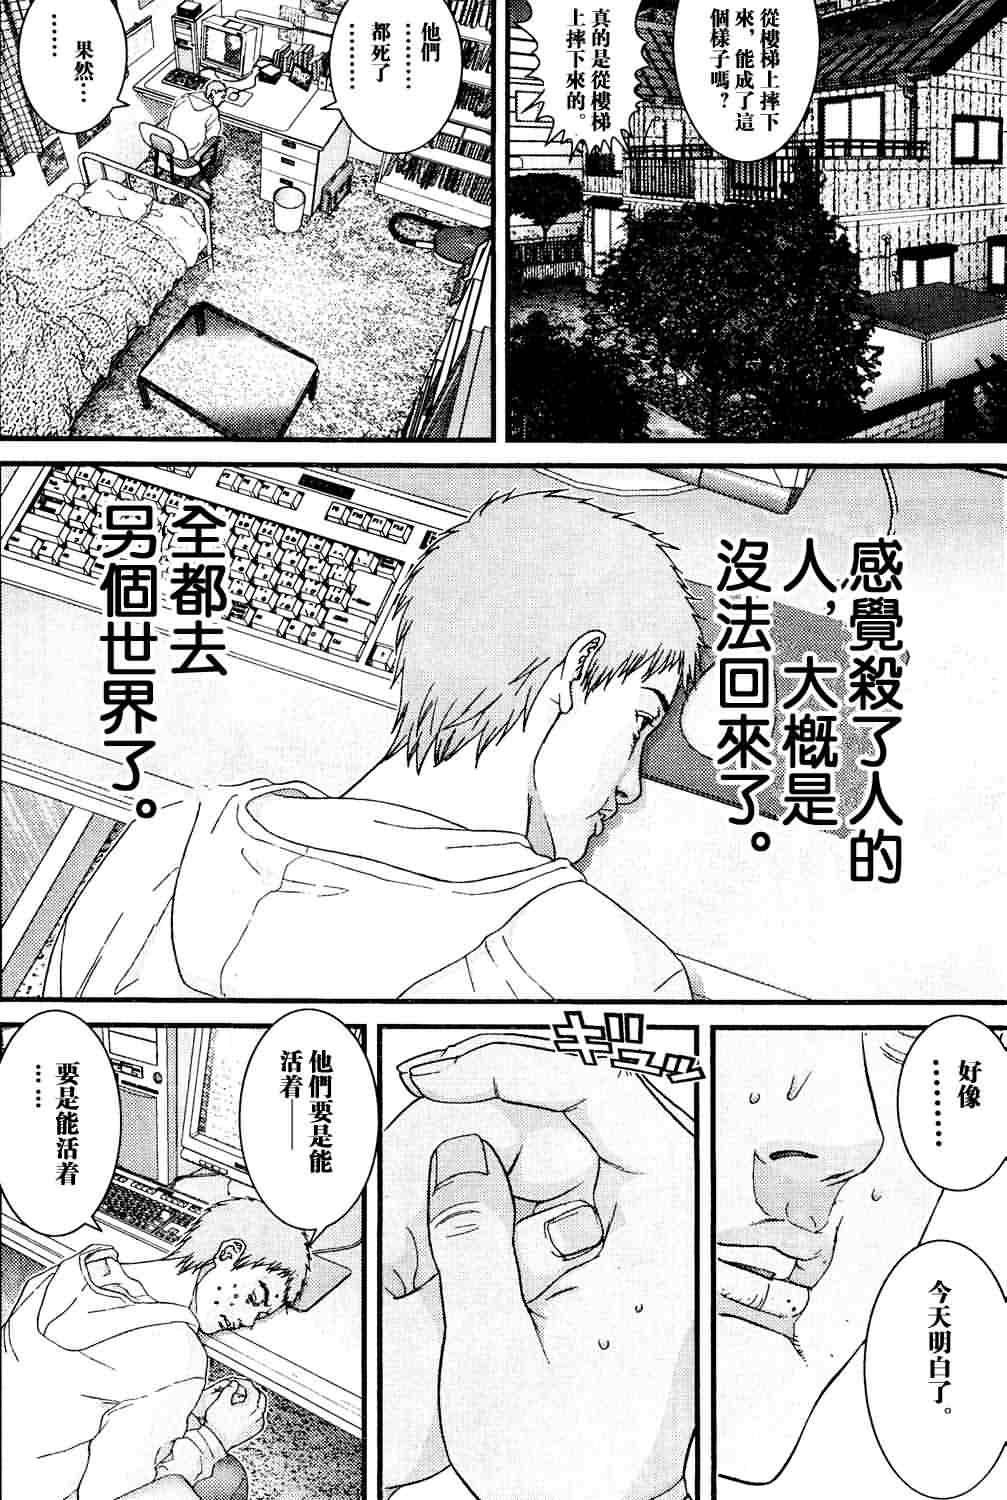 從樓梯上摔下
來，能成了這
個樣子嗎？
真的是從樓梯
上摔下來的。
他們
………
都死了
………
果然…
………
感覺殺了人的
人，大概是
沒法回來了。
全都去
另個世界了。
好像
………
今天明白了。
ギュッ
他們要是能
活着——
要是能活着
……